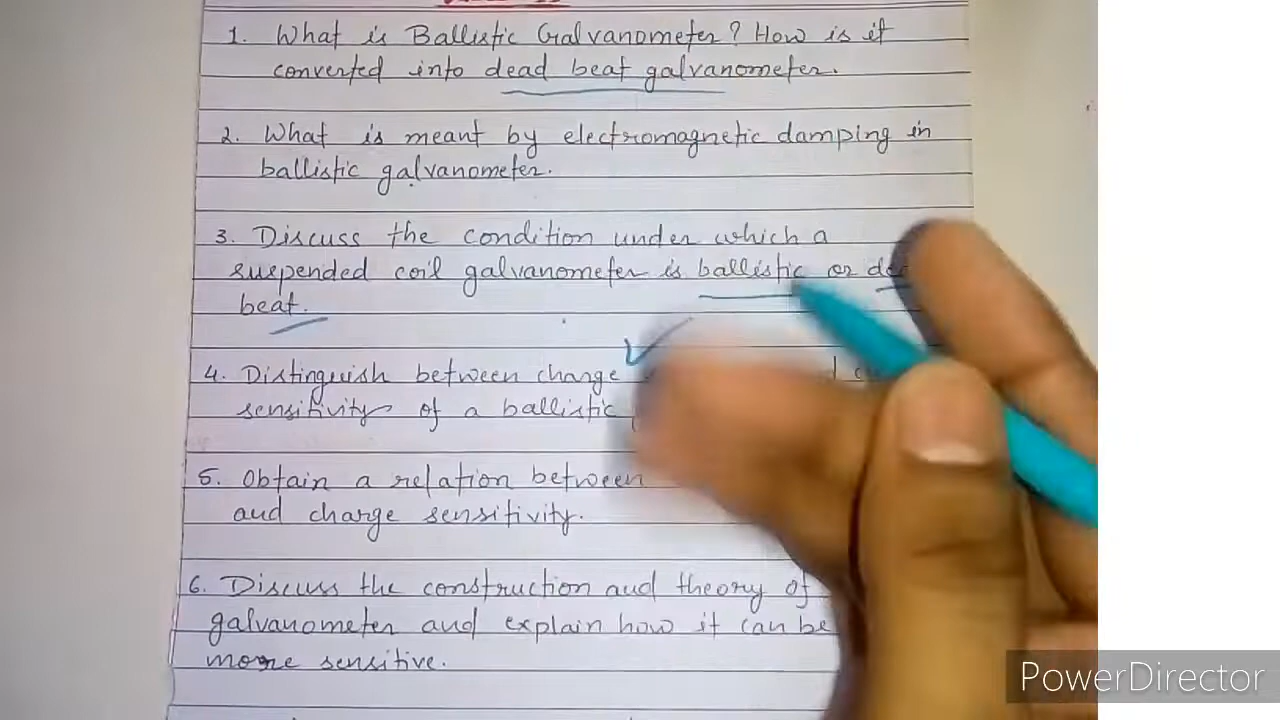 1. What is Ballistic Galvanometer? How is it
converted into dead beat galvanometer.
2. What is meant by electromagnetic damping in
ballistic galvanometer.
3. Discuss the condition under which a
suspended coil galvanometer is ballistic or
beat.
4. Distinguish between charge
sensitivity of a ballistic
5. Obtain a relation between
and charge sensitivity.
6. Discuss the construction and theory of
galvanometer and explain how it can be
more sensitive.
PowerDirector